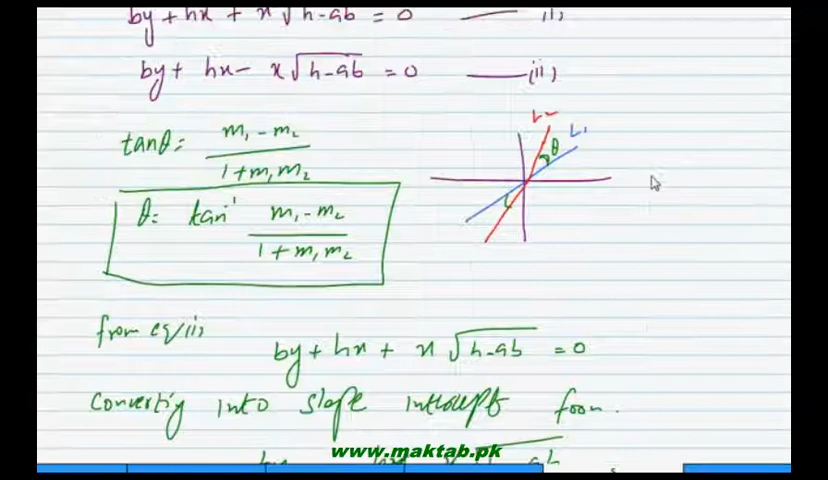 by + hx + x√h-ab = 0 —— (i)
by + hx - x√h-ab = 0 —— (ii)
tanθ = m₁ - m₂ / 1 + m₁m₂
L₂
L₁
θ
θ = tan⁻¹ m₁ - m₂ / 1 + m₁m₂
from eq (i)
by + hx + x√h-ab = 0
Converting into slope intercept form.
www.maktab.pk